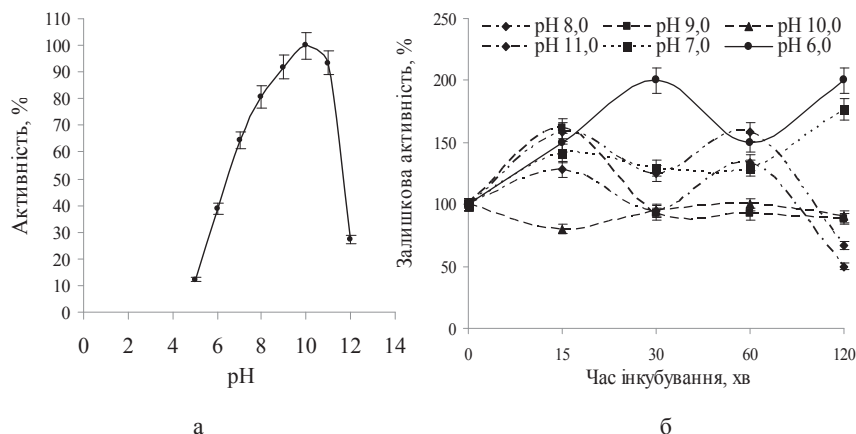 Активність, %
110
100
90
80
70
60
50
40
30
20
10
0
0 2 4 6 8 10 12 14
pH
а
pH 8,0 pH 9,0 pH 10,0
pH 11,0 pH 7,0 pH 6,0
Залишкова активність, %
250
200
150
100
50
0
0 15 30 60 120
Час інкубування, хв
б